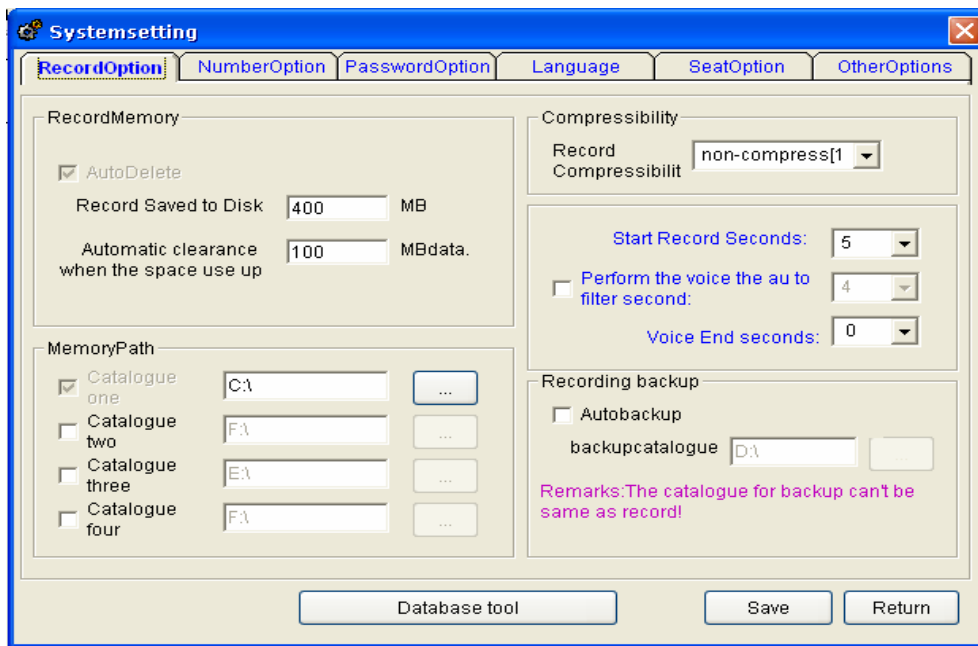 Systemsetting
RecordOption NumberOption PasswordOption Language SeatOption OtherOptions
RecordMemory
AutoDelete
Record Saved to Disk 400 MB
Automatic clearance
when the space use up 100 MBdata.
MemoryPath
Catalogue
one C:\ ...
Catalogue
two F:\ ...
Catalogue
three E:\ ...
Catalogue
four F:\ ...
Compressibility
Record
Compressibilit non-compress[1
Start Record Seconds: 5
Perform the voice the au to
filter second: 4
Voice End seconds: 0
Recording backup
Autobackup
backupcatalogue D:\ ...
Remarks:The catalogue for backup can't be
same as record!
Database tool Save Return